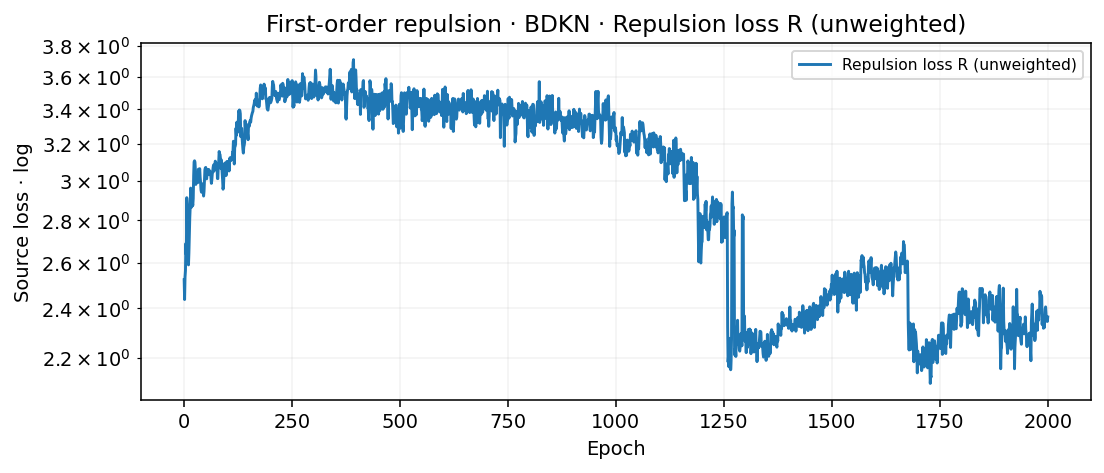 First-order repulsion · BDKN · Repulsion loss R (unweighted)
3.8 × 10⁰
3.6 × 10⁰
3.4 × 10⁰
3.2 × 10⁰
3 × 10⁰
2.8 × 10⁰
2.6 × 10⁰
2.4 × 10⁰
2.2 × 10⁰
Source loss · log
Repulsion loss R (unweighted)
0 250 500 750 1000 1250 1500 1750 2000
Epoch